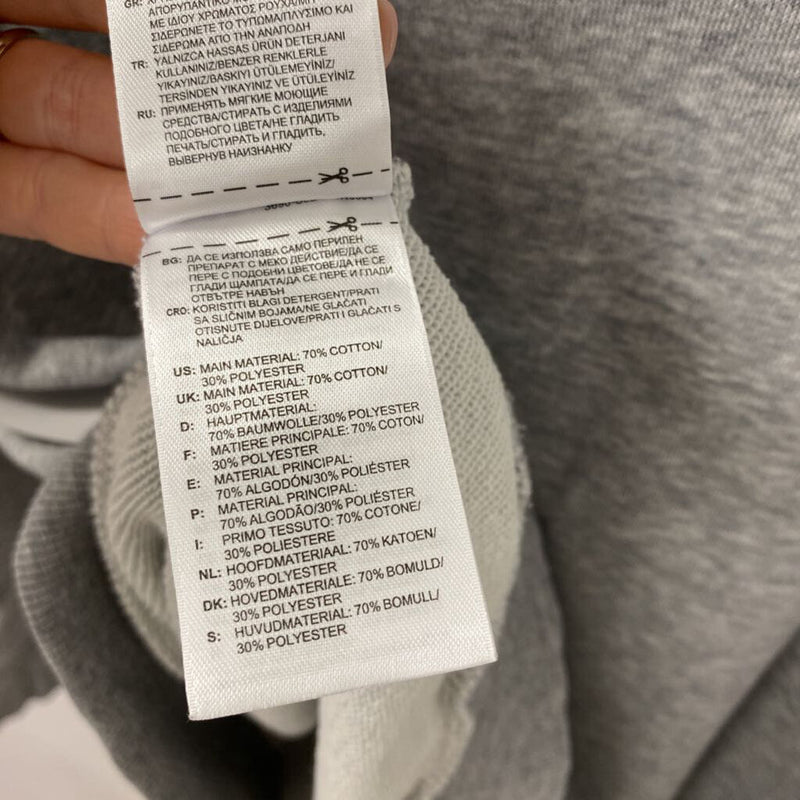 GR:
ΑΠΟΡΥΠΑΝΤΙΚΟ
ΜΕ ΙΔΙΟΥ ΧΡΩΜΑΤΟΣ ΡΟΥΧΑ/ΜΗ
ΣΙΔΕΡΩΝΕΤΕ ΤΟ ΤΥΠΩΜΑ/ΠΛΥΣΙΜΟ ΚΑΙ
ΣΙΔΕΡΩΜΑ ΑΠΟ ΤΗΝ ΑΝΑΠΟΔΗ
TR: YALNIZCA HASSAS ÜRÜN DETERJANI
KULLANINIZ/BENZER RENKLERLE
YIKAYINIZ/BASKIYI ÜTÜLEMEYİNİZ/
TERSİNDEN YIKAYINIZ VE ÜTÜLEYİNİZ
RU: ПРИМЕНЯТЬ МЯГКИЕ МОЮЩИЕ
СРЕДСТВА/СТИРАТЬ С ИЗДЕЛИЯМИ
ПОДОБНОГО ЦВЕТА/НЕ ГЛАДИТЬ
ПЕЧАТЬ/СТИРАТЬ И ГЛАДИТЬ,
ВЫВЕРНУВ НАИЗНАНКУ
BG: ДА СЕ ИЗПОЛЗВА САМО ПЕРИЛЕН
ПРЕПАРАТ С МЕКО ДЕЙСТВИЕ/ДА СЕ
ПЕРЕ С ПОДОБНИ ЦВЕТОВЕ/ДА НЕ СЕ
ГЛАДИ ЩАМПАТА/ДА СЕ ПЕРЕ И ГЛАДИ
ОТВЪТРЕ НАВЪН
CRO: KORISTITI BLAGI DETERGENT/PRATI
SA SLIČNIM BOJAMA/NE GLAČATI
OTISNUTE DIJELOVE/PRATI I GLAČATI S
NALIČJA
US: MAIN MATERIAL: 70% COTTON/
30% POLYESTER
UK: MAIN MATERIAL: 70% COTTON/
30% POLYESTER
D: HAUPTMATERIAL:
70% BAUMWOLLE/30% POLYESTER
F: MATIERE PRINCIPALE: 70% COTON/
30% POLYESTER
E: MATERIAL PRINCIPAL:
70% ALGODÓN/30% POLIÉSTER
P: MATERIAL PRINCIPAL:
70% ALGODÃO/30% POLIÉSTER
I: PRIMO TESSUTO: 70% COTONE/
30% POLIESTERE
NL: HOOFDMATERIAAL: 70% KATOEN/
30% POLYESTER
DK: HOVEDMATERIALE: 70% BOMULD/
30% POLYESTER
S: HUVUDMATERIAL: 70% BOMULL/
30% POLYESTER